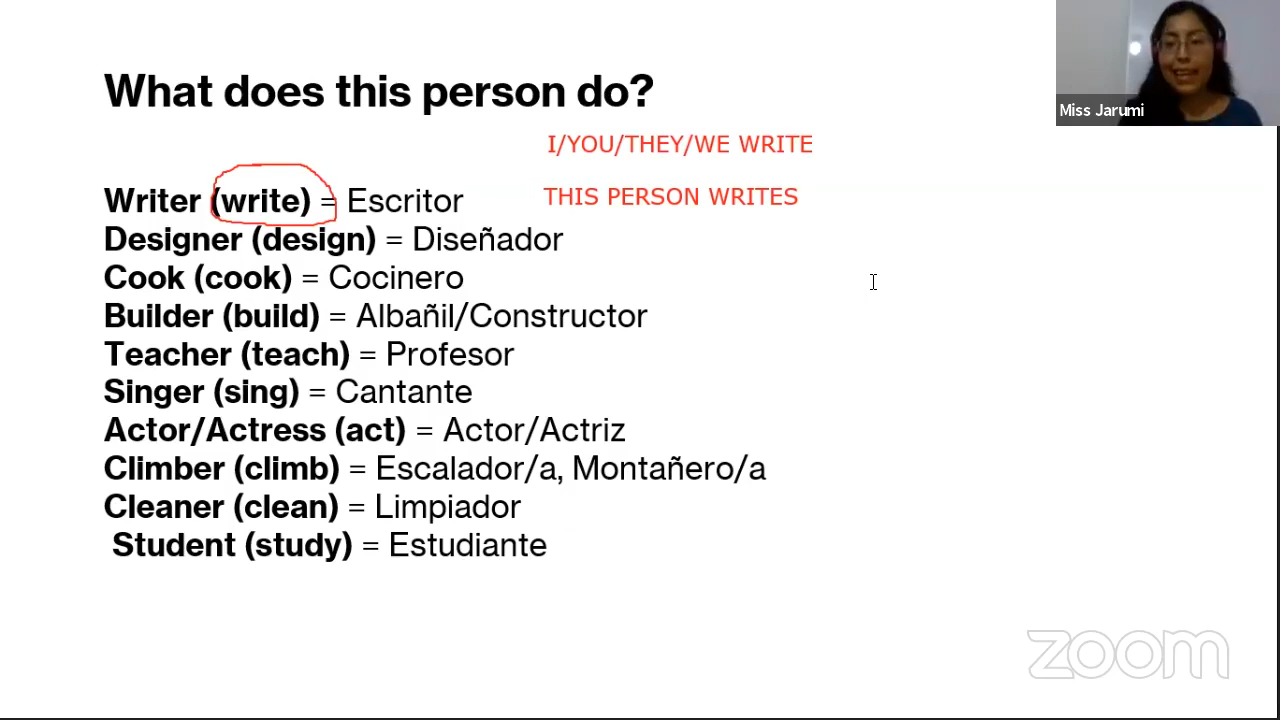 What does this person do?
Miss Jarumi
I/YOU/THEY/WE WRITE
Writer (write) = Escritor
THIS PERSON WRITES
Designer (design) = Diseñador
Cook (cook) = Cocinero
Builder (build) = Albañil/Constructor
Teacher (teach) = Profesor
Singer (sing) = Cantante
Actor/Actress (act) = Actor/Actriz
Climber (climb) = Escalador/a, Montañero/a
Cleaner (clean) = Limpiador
Student (study) = Estudiante
zoom